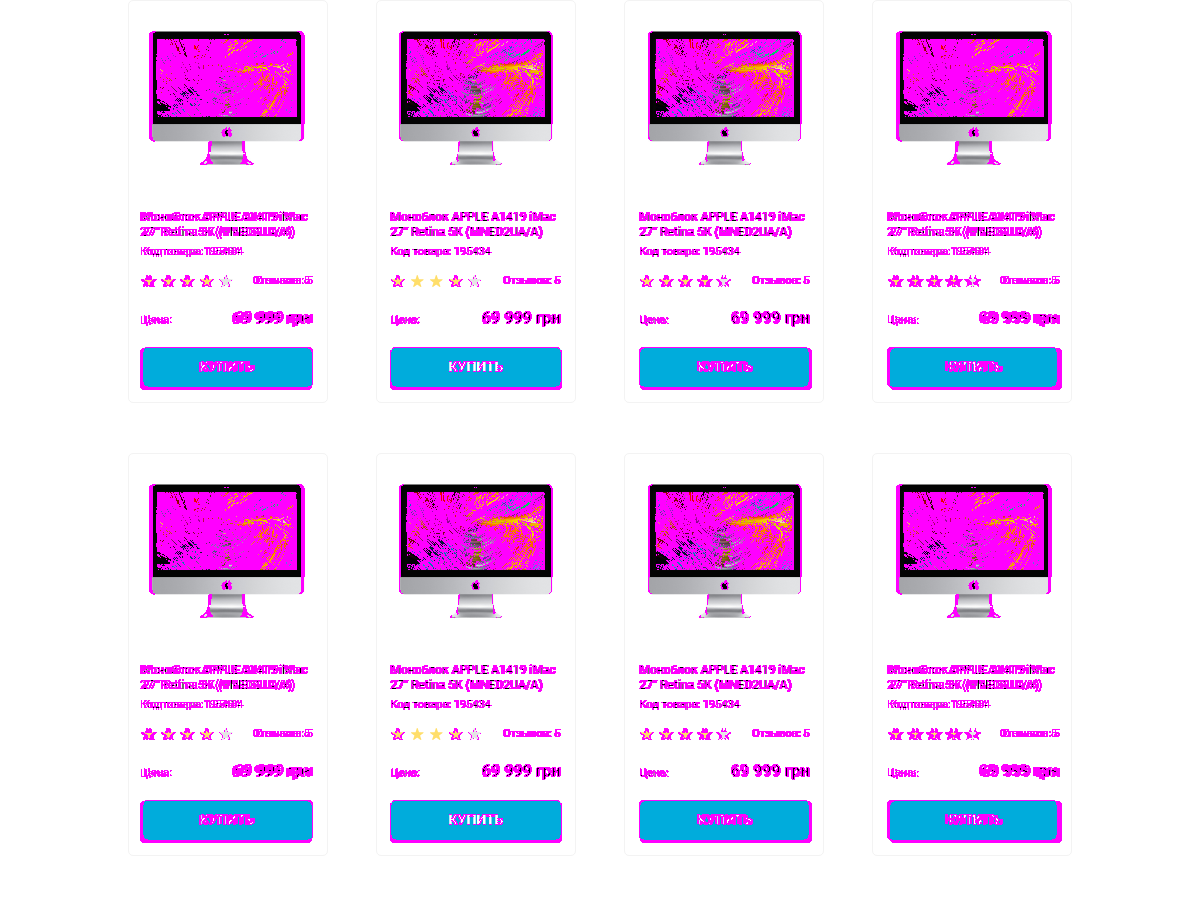 Моноблок APPLE A1419 iMac
27" Retina 5K (MNED2UA/A)
Код товара: 195434
Отзывов: 5
Цена: 69 999 грн
КУПИТЬ
Моноблок APPLE A1419 iMac
27" Retina 5K (MNED2UA/A)
Код товара: 195434
Отзывов: 5
Цена: 69 999 грн
КУПИТЬ
Моноблок APPLE A1419 iMac
27" Retina 5K (MNED2UA/A)
Код товара: 195434
Отзывов: 5
Цена: 69 999 грн
КУПИТЬ
Моноблок APPLE A1419 iMac
27" Retina 5K (MNED2UA/A)
Код товара: 195434
Отзывов: 5
Цена: 69 999 грн
КУПИТЬ
Моноблок APPLE A1419 iMac
27" Retina 5K (MNED2UA/A)
Код товара: 195434
Отзывов: 5
Цена: 69 999 грн
КУПИТЬ
Моноблок APPLE A1419 iMac
27" Retina 5K (MNED2UA/A)
Код товара: 195434
Отзывов: 5
Цена: 69 999 грн
КУПИТЬ
Моноблок APPLE A1419 iMac
27" Retina 5K (MNED2UA/A)
Код товара: 195434
Отзывов: 5
Цена: 69 999 грн
КУПИТЬ
Моноблок APPLE A1419 iMac
27" Retina 5K (MNED2UA/A)
Код товара: 195434
Отзывов: 5
Цена: 69 999 грн
КУПИТЬ